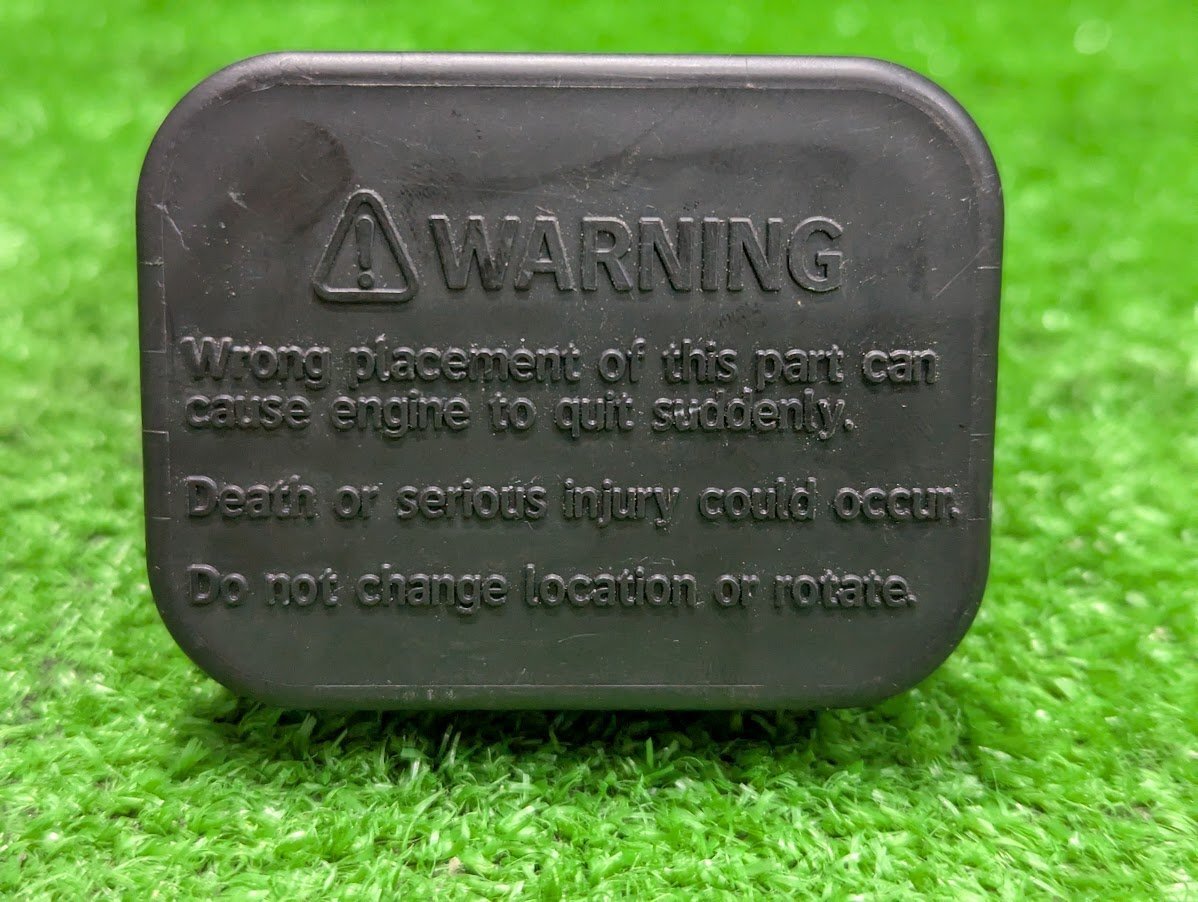 WARNING
Wrong placement of this part can
cause engine to quit suddenly.
Death or serious injury could occur.
Do not change location or rotate.